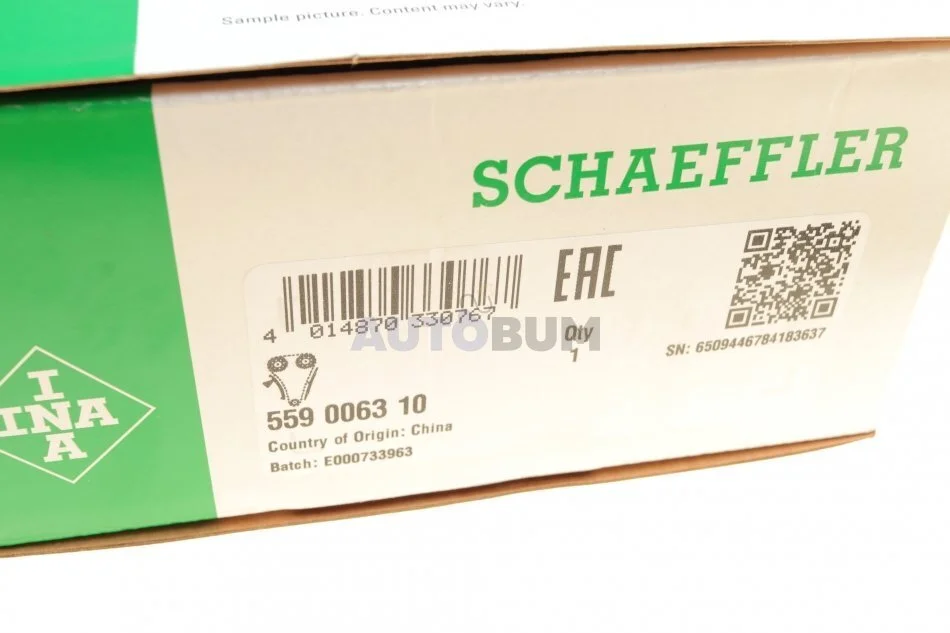 Sample picture. Content may vary.
SCHAEFFLER
EAC
4 014870 330767
AUTOBUM
Qty
1
SN: 6509446784183637
559 0063 10
Country of Origin: China
Batch: E000733963
INA
INA